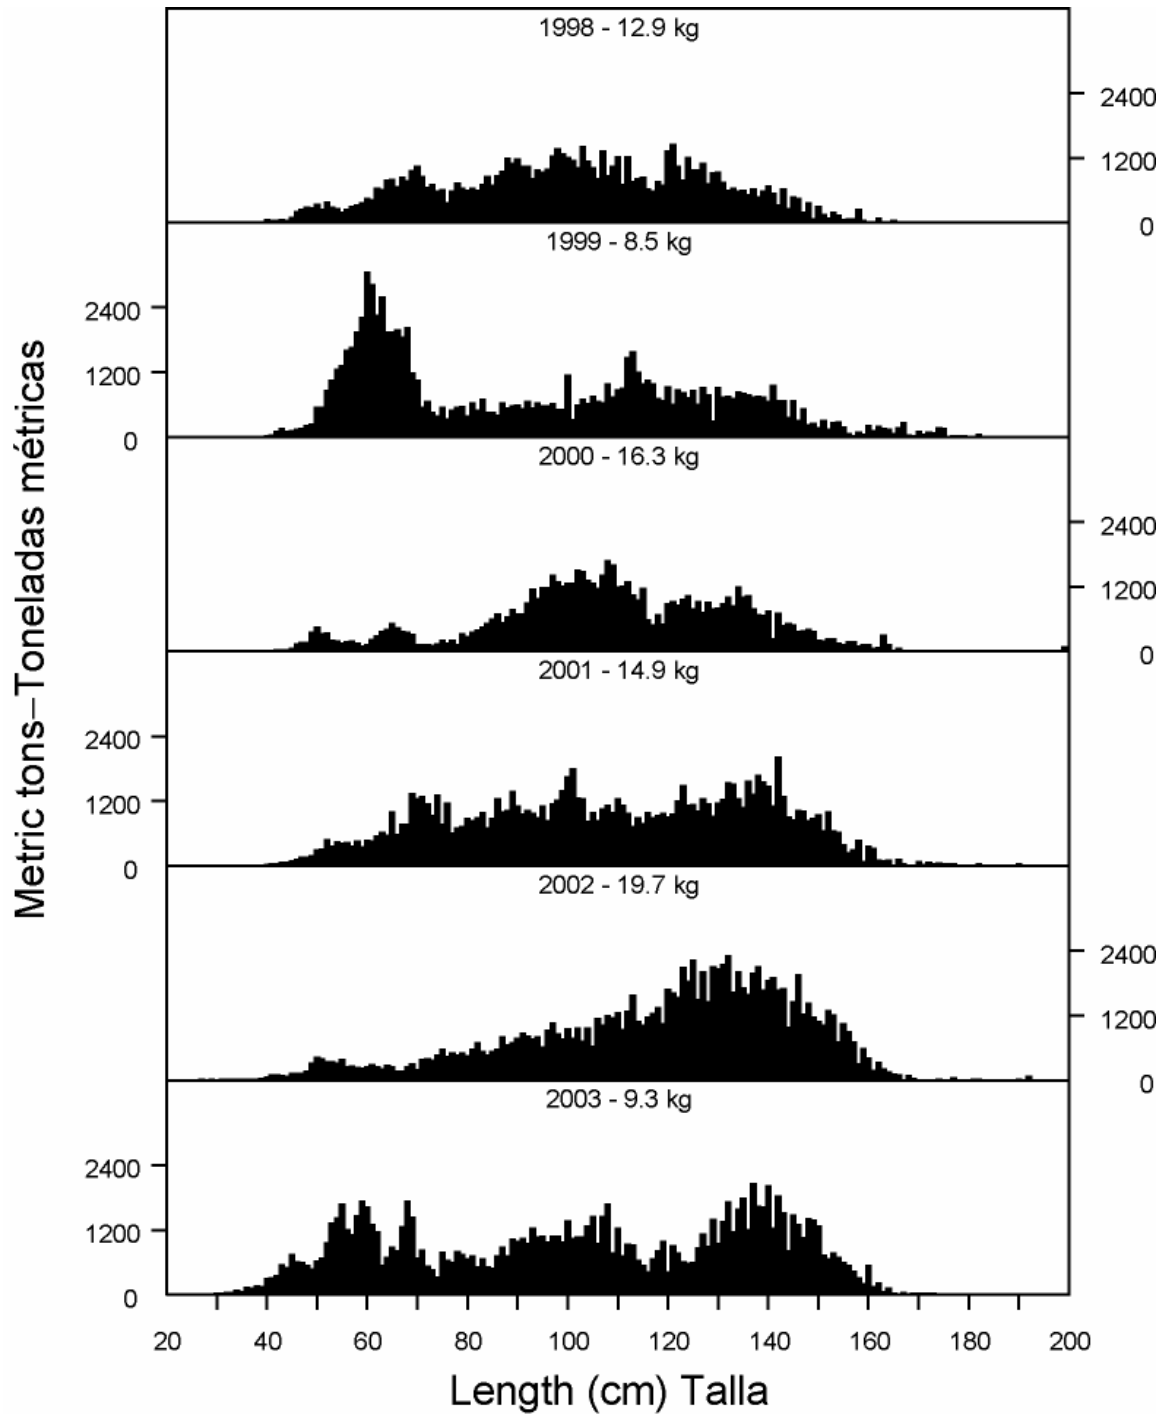 1998 - 12.9 kg
2400
1200
0
1999 - 8.5 kg
2400
1200
0
2000 - 16.3 kg
2400
1200
0
2001 - 14.9 kg
2400
1200
0
2002 - 19.7 kg
2400
1200
0
2003 - 9.3 kg
2400
1200
0
Metric tons–Toneladas métricas
20 40 60 80 100 120 140 160 180 200
Length (cm) Talla